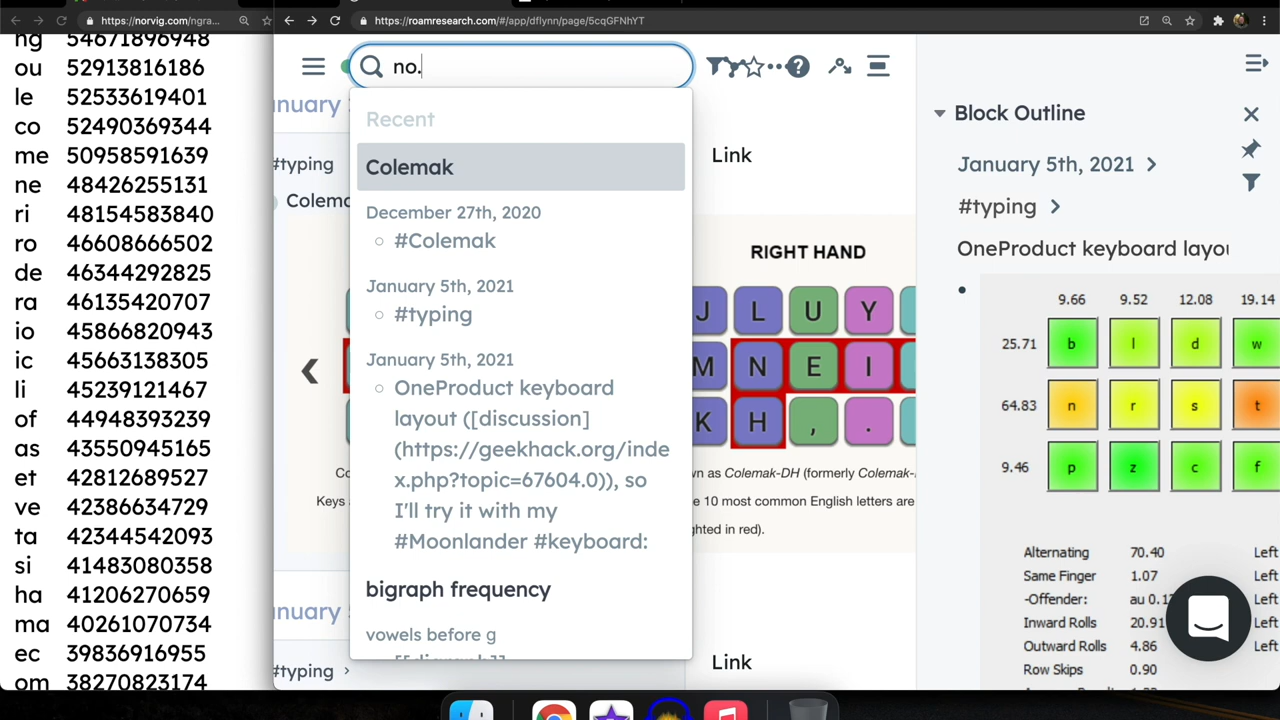 https://norvig.com/ngra...
https://roamresearch.com/#/app/dflynn/page/5cqGFNhYT
ng 54671896948
ou 52913816186
le 52533619401
co 52490369344
me 50958591639
ne 48426255131
ri 48154583840
ro 46608666502
de 46344292825
ra 46135420707
io 45866820943
ic 45663138305
li 45239121467
of 44948393239
as 43550945165
et 42812689527
ve 42386634729
ta 42344542093
si 41483080358
ha 41206270659
ma 40261070734
ec 39836916955
om 38270823174
no.
anuary
#typing
Colema
Recent
Colemak
December 27th, 2020
#Colemak
January 5th, 2021
#typing
January 5th, 2021
OneProduct keyboard
layout ([discussion]
(https://geekhack.org/inde
x.php?topic=67604.0)), so
I'll try it with my
#Moonlander #keyboard:
bigraph frequency
vowels before g
[[digraph]]
Co
Keys
anuary
#typing
Link
RIGHT HAND
J L U Y
M N E I
K H , .
wn as Colemak-DH (formerly Colemak-
e 10 most common English letters are
ghted in red).
Link
Block Outline
January 5th, 2021
#typing
OneProduct keyboard layou
9.66 9.52 12.08 19.14
25.71 b l d w
64.83 n r s t
9.46 p z c f
Alternating 70.40 Left
Same Finger 1.07 Left
-Offender: au 0.1 Left
Inward Rolls 20.91 Left
Outward Rolls 4.86 Left
Row Skips 0.90